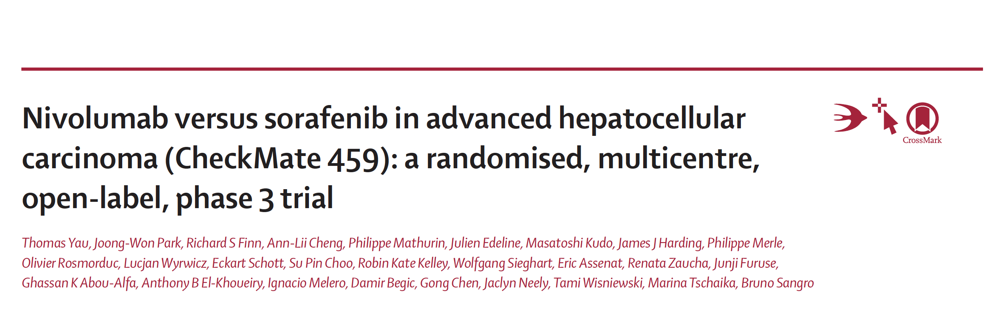 Nivolumab versus sorafenib in advanced hepatocellular
carcinoma (CheckMate 459): a randomised, multicentre,
open-label, phase 3 trial
CrossMark
Thomas Yau, Joong-Won Park, Richard S Finn, Ann-Lii Cheng, Philippe Mathurin, Julien Edeline, Masatoshi Kudo, James J Harding, Philippe Merle,
Olivier Rosmorduc, Lucjan Wyrwicz, Eckart Schott, Su Pin Choo, Robin Kate Kelley, Wolfgang Sieghart, Eric Assenat, Renata Zaucha, Junji Furuse,
Ghassan K Abou-Alfa, Anthony B El-Khoueiry, Ignacio Melero, Damir Begic, Gong Chen, Jaclyn Neely, Tami Wisniewski, Marina Tschaika, Bruno Sangro